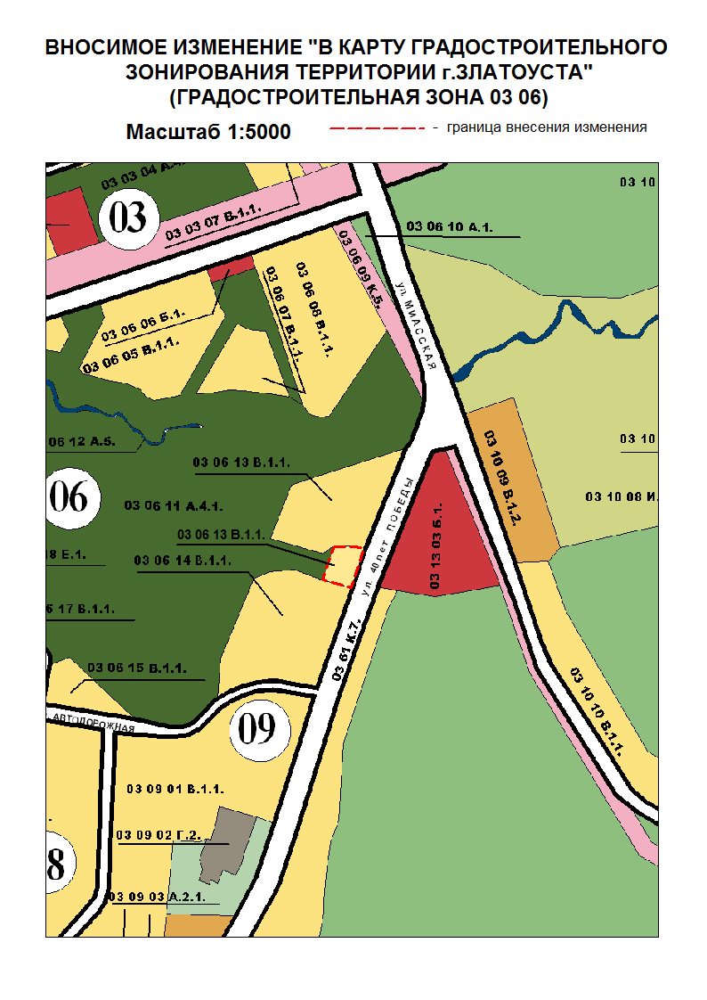 ВНОСИМОЕ ИЗМЕНЕНИЕ "В КАРТУ ГРАДОСТРОИТЕЛЬНОГО
ЗОНИРОВАНИЯ ТЕРРИТОРИИ г.ЗЛАТОУСТА"
(ГРАДОСТРОИТЕЛЬНАЯ ЗОНА 03 06)
Масштаб 1:5000
- граница внесения изменения
03 03 04 А.4.
03 10
03
03 03 07 В.1.1.
03 06 10 А.1.
03 06 09 К.5.
03 06 08 В.1.1.
03 06 07 В.1.1.
ул. МИАССКАЯ
03 06 06 Б.1.
03 06 05 В.1.1.
06 12 А.5.
03 10
03 10 09 В.1.2.
03 06 13 В.1.1.
06
03 06 11 А.4.1.
03 10 08 И.
03 06 13 В.1.1.
ул. 40 лет ПОБЕДЫ
03 13 03 Б.1.
8 Е.1.
03 06 14 В.1.1.
6 17 В.1.1.
03 61 К.7.
03 06 15 В.1.1.
03 10 10 В.1.1.
. АВТОДОРОЖНАЯ
09
03 09 01 В.1.1.
03 09 02 Г.2.
8
03 09 03 А.2.1.